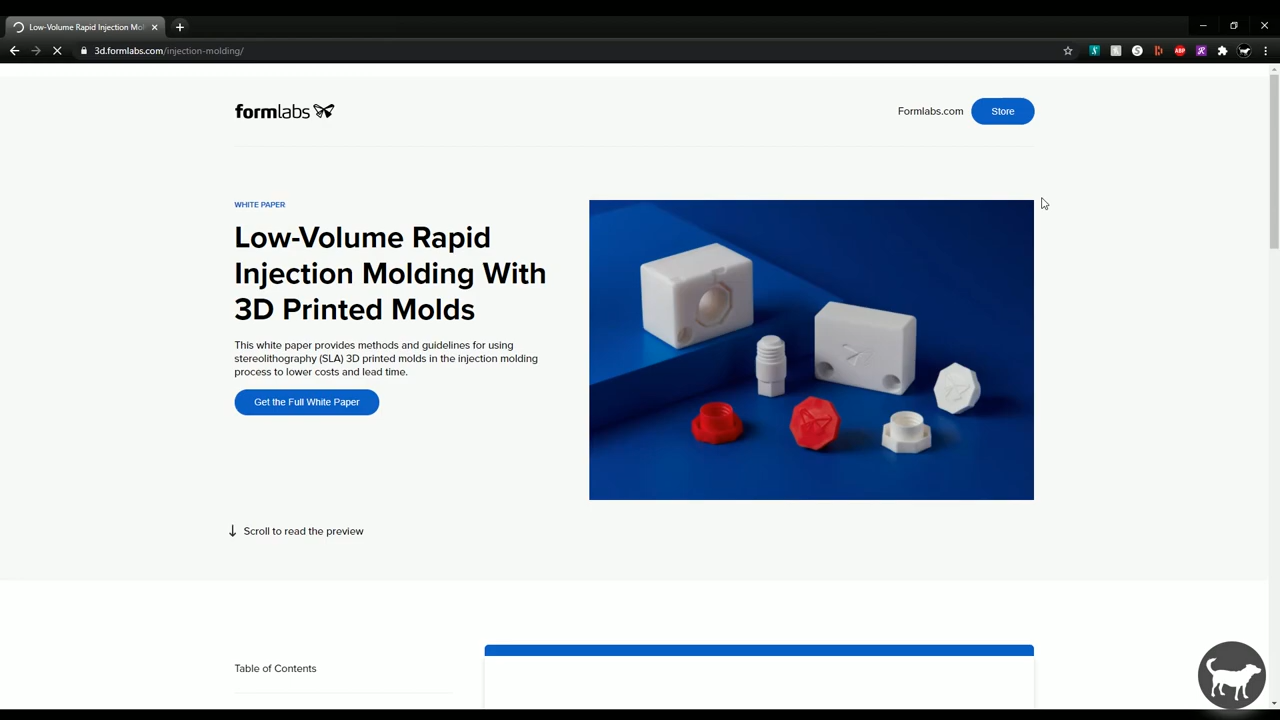 Low-Volume Rapid Injection Mol
3d.formlabs.com/injection-molding/
ABP
formlabs
Formlabs.com
Store
WHITE PAPER
Low-Volume Rapid
Injection Molding With
3D Printed Molds
This white paper provides methods and guidelines for using
stereolithography (SLA) 3D printed molds in the injection molding
process to lower costs and lead time.
Get the Full White Paper
Scroll to read the preview
Table of Contents